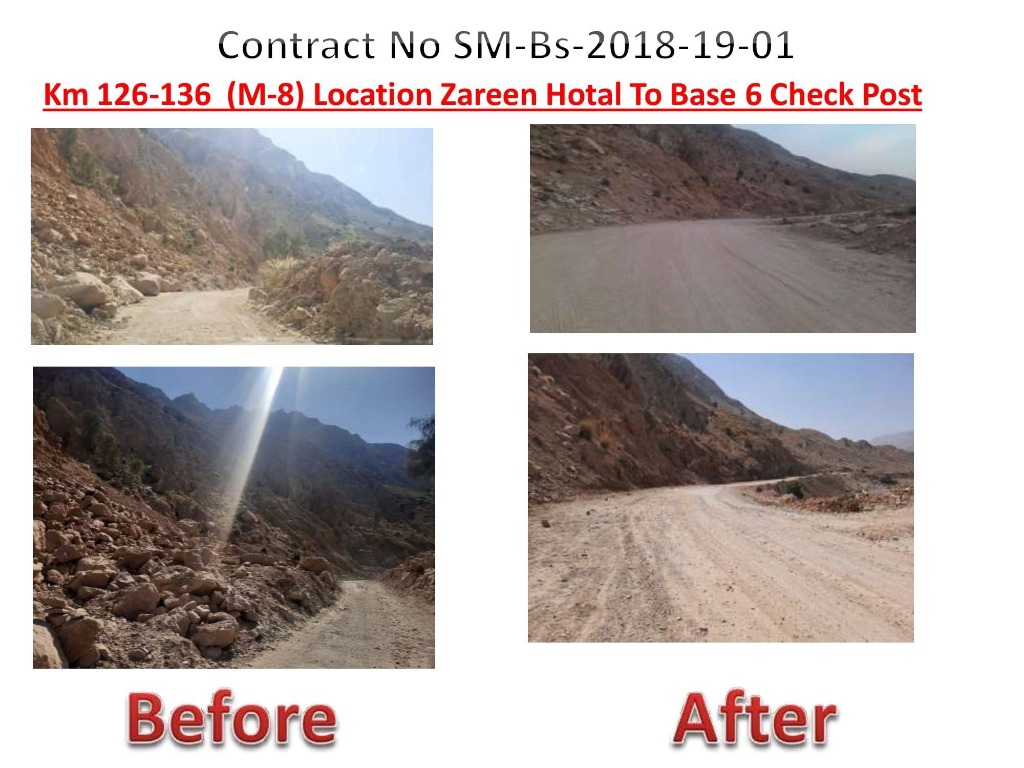 Contract No SM-Bs-2018-19-01
Km 126-136  (M-8) Location Zareen Hotal To Base 6 Check Post
Before
After